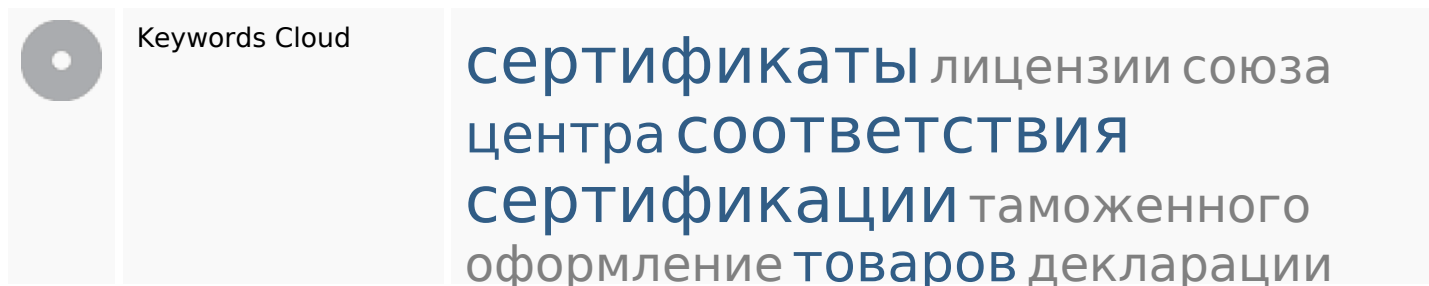 Keywords Cloud
сертификаты лицензии союза
центра соответствия
сертификации таможенного
оформление товаров декларации